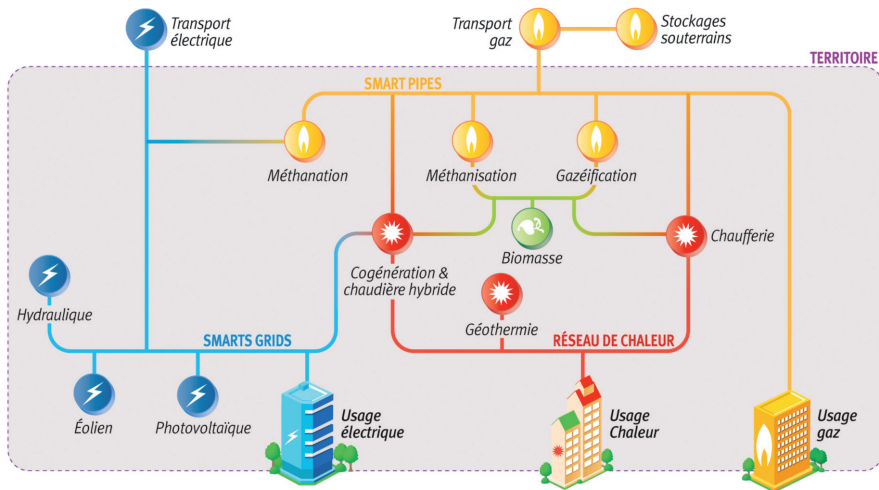 Transport
électrique
Transport
gaz
Stockages
souterrains
TERRITOIRE
SMART PIPES
Méthanation
Méthanisation
Gazéification
Biomasse
Chaufferie
Cogénération &
chaudière hybride
Hydraulique
Géothermie
SMARTS GRIDS
RÉSEAU DE CHALEUR
Éolien
Photovoltaïque
Usage
électrique
Usage
Chaleur
Usage
gaz